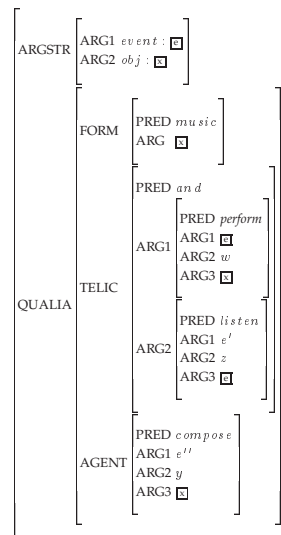 ARGSTR
ARG1 event : e
ARG2 obj : x
QUALIA
FORM
PRED music
ARG x
TELIC
PRED and
ARG1
PRED perform
ARG1 e
ARG2 w
ARG3 x
ARG2
PRED listen
ARG1 e'
ARG2 z
ARG3 e
AGENT
PRED compose
ARG1 e''
ARG2 y
ARG3 x